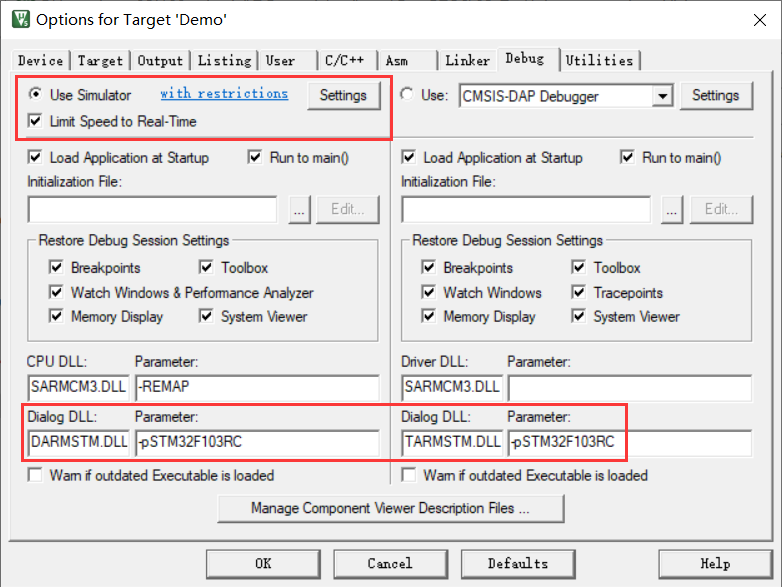 Options for Target 'Demo'
Device Target Output Listing User C/C++ Asm Linker Debug Utilities
Use Simulator with restrictions Settings
Limit Speed to Real-Time
Use: CMSIS-DAP Debugger Settings
Load Application at Startup Run to main()
Initialization File:
... Edit...
Restore Debug Session Settings
Breakpoints Toolbox
Watch Windows & Performance Analyzer
Memory Display System Viewer
CPU DLL: Parameter:
SARMCM3.DLL -REMAP
Dialog DLL: Parameter:
DARMSTM.DLL -pSTM32F103RC
Warn if outdated Executable is loaded
Load Application at Startup Run to main()
Initialization File:
... Edit...
Restore Debug Session Settings
Breakpoints Toolbox
Watch Windows Tracepoints
Memory Display System Viewer
Driver DLL: Parameter:
SARMCM3.DLL
Dialog DLL: Parameter:
TARMSTM.DLL -pSTM32F103RC
Warn if outdated Executable is loaded
Manage Component Viewer Description Files ...
OK Cancel Defaults Help